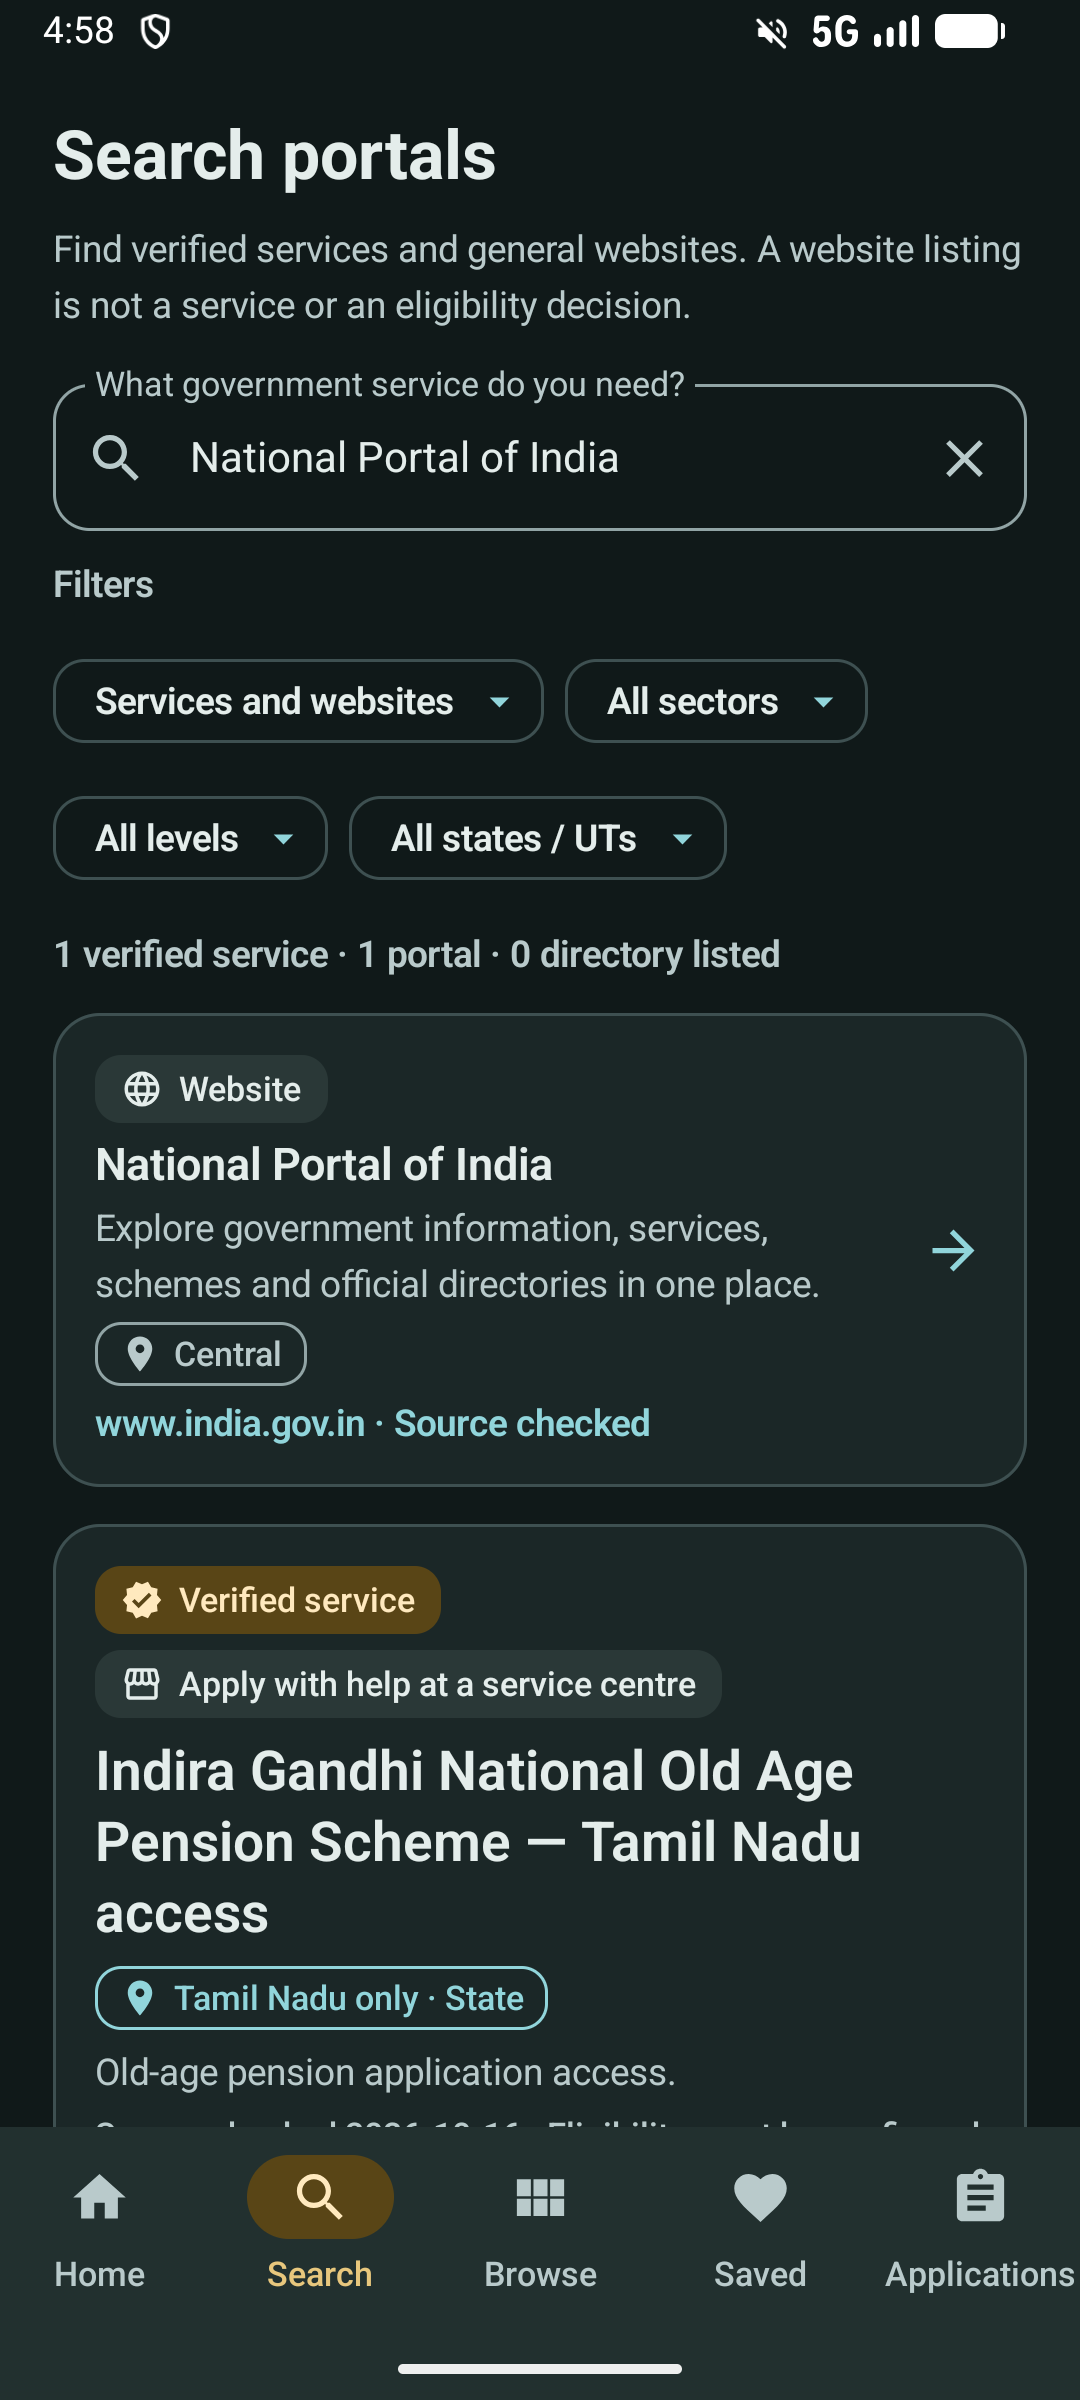 4:58
5G
Search portals
Find verified services and general websites. A website listing
is not a service or an eligibility decision.
What government service do you need?
National Portal of India
Filters
Services and websites
All sectors
All levels
All states / UTs
1 verified service · 1 portal · 0 directory listed
Website
National Portal of India
Explore government information, services,
schemes and official directories in one place.
Central
www.india.gov.in · Source checked
Verified service
Apply with help at a service centre
Indira Gandhi National Old Age
Pension Scheme — Tamil Nadu
access
Tamil Nadu only · State
Old-age pension application access.
Home
Search
Browse
Saved
Applications